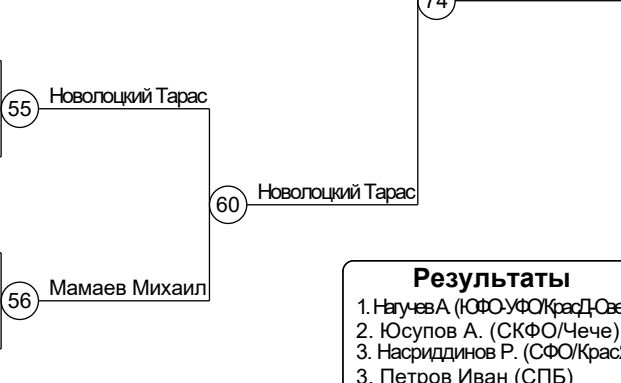 74
55 Новолоцкий Тарас
60 Новолоцкий Тарас
56 Мамаев Михаил
Результаты
1. Нагучев А. (ЮФО-УФО/КрасД-Све
2. Юсупов А. (СКФО/Чече)
3. Насриддинов Р. (СФО/Крас
3. Петров Иван (СПБ)